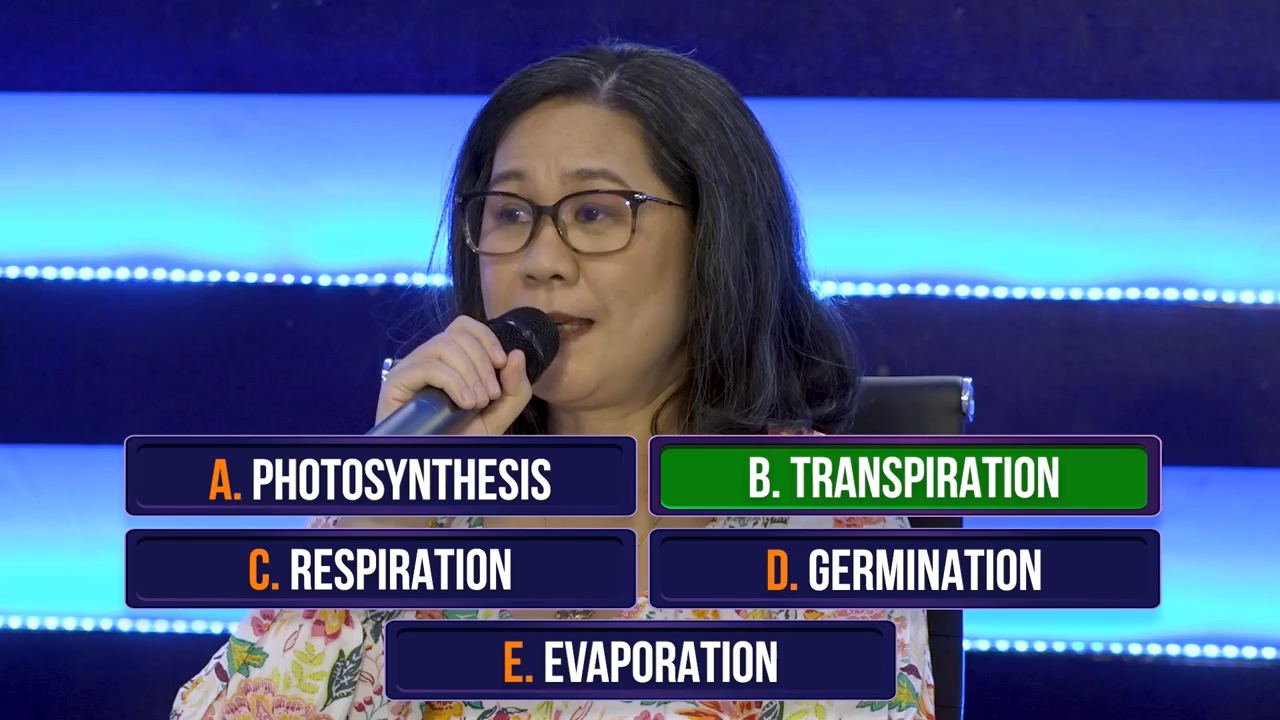 A. PHOTOSYNTHESIS
B. TRANSPIRATION
C. RESPIRATION
D. GERMINATION
E. EVAPORATION